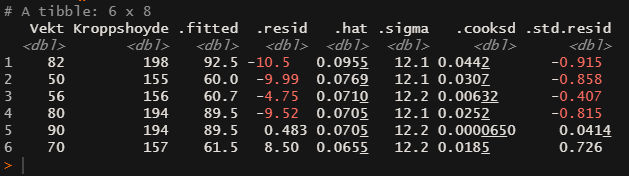 # A tibble: 6 x 8
Vekt Kroppshoyde .fitted .resid .hat .sigma .cooksd .std.resid
<dbl> <dbl> <dbl> <dbl> <dbl> <dbl> <dbl> <dbl>
1 82 198 92.5 -10.5 0.0955 12.1 0.0442 -0.915
2 50 155 60.0 -9.99 0.0769 12.1 0.0307 -0.858
3 56 156 60.7 -4.75 0.0710 12.2 0.00632 -0.407
4 80 194 89.5 -9.52 0.0705 12.1 0.0252 -0.815
5 90 194 89.5 0.483 0.0705 12.2 0.0000650 0.0414
6 70 157 61.5 8.50 0.0655 12.2 0.0185 0.726
>